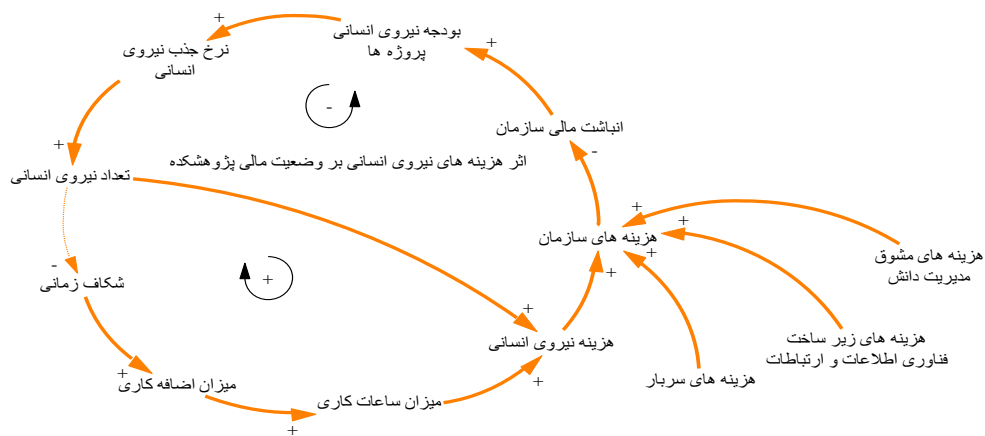 بودجه نیروی انسانی
پروژه ها
+
+
نرخ جذب نیروی
انسانی
-
انباشت مالی سازمان
+
-
اثر هزینه های نیروی انسانی بر وضعیت مالی پژوهشکده
تعداد نیروی انسانی
+
+
هزینه های سازمان
+
+
هزینه های مشوق
مدیریت دانش
-
+
شکاف زمانی
+
هزینه نیروی انسانی
هزینه های زیر ساخت
فناوری اطلاعات و ارتباطات
هزینه های سربار
+
میزان اضافه کاری
+
میزان ساعات کاری
+